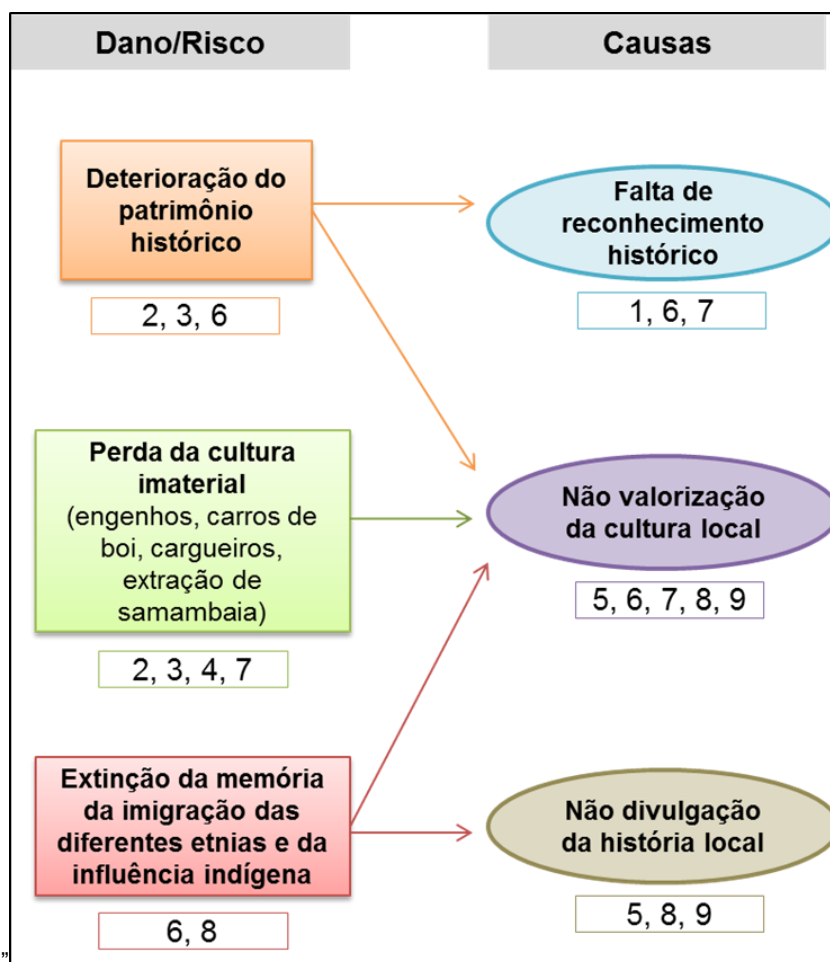 Dano/Risco
Causas
Deterioração do
patrimônio
histórico
2, 3, 6
Falta de
reconhecimento
histórico
1, 6, 7
Perda da cultura
imaterial
(engenhos, carros de
boi, cargueiros,
extração de
samambaia)
2, 3, 4, 7
Não valorização
da cultura local
5, 6, 7, 8, 9
Extinção da memória
da imigração das
diferentes etnias e da
influência indígena
6, 8
Não divulgação
da história local
5, 8, 9
”